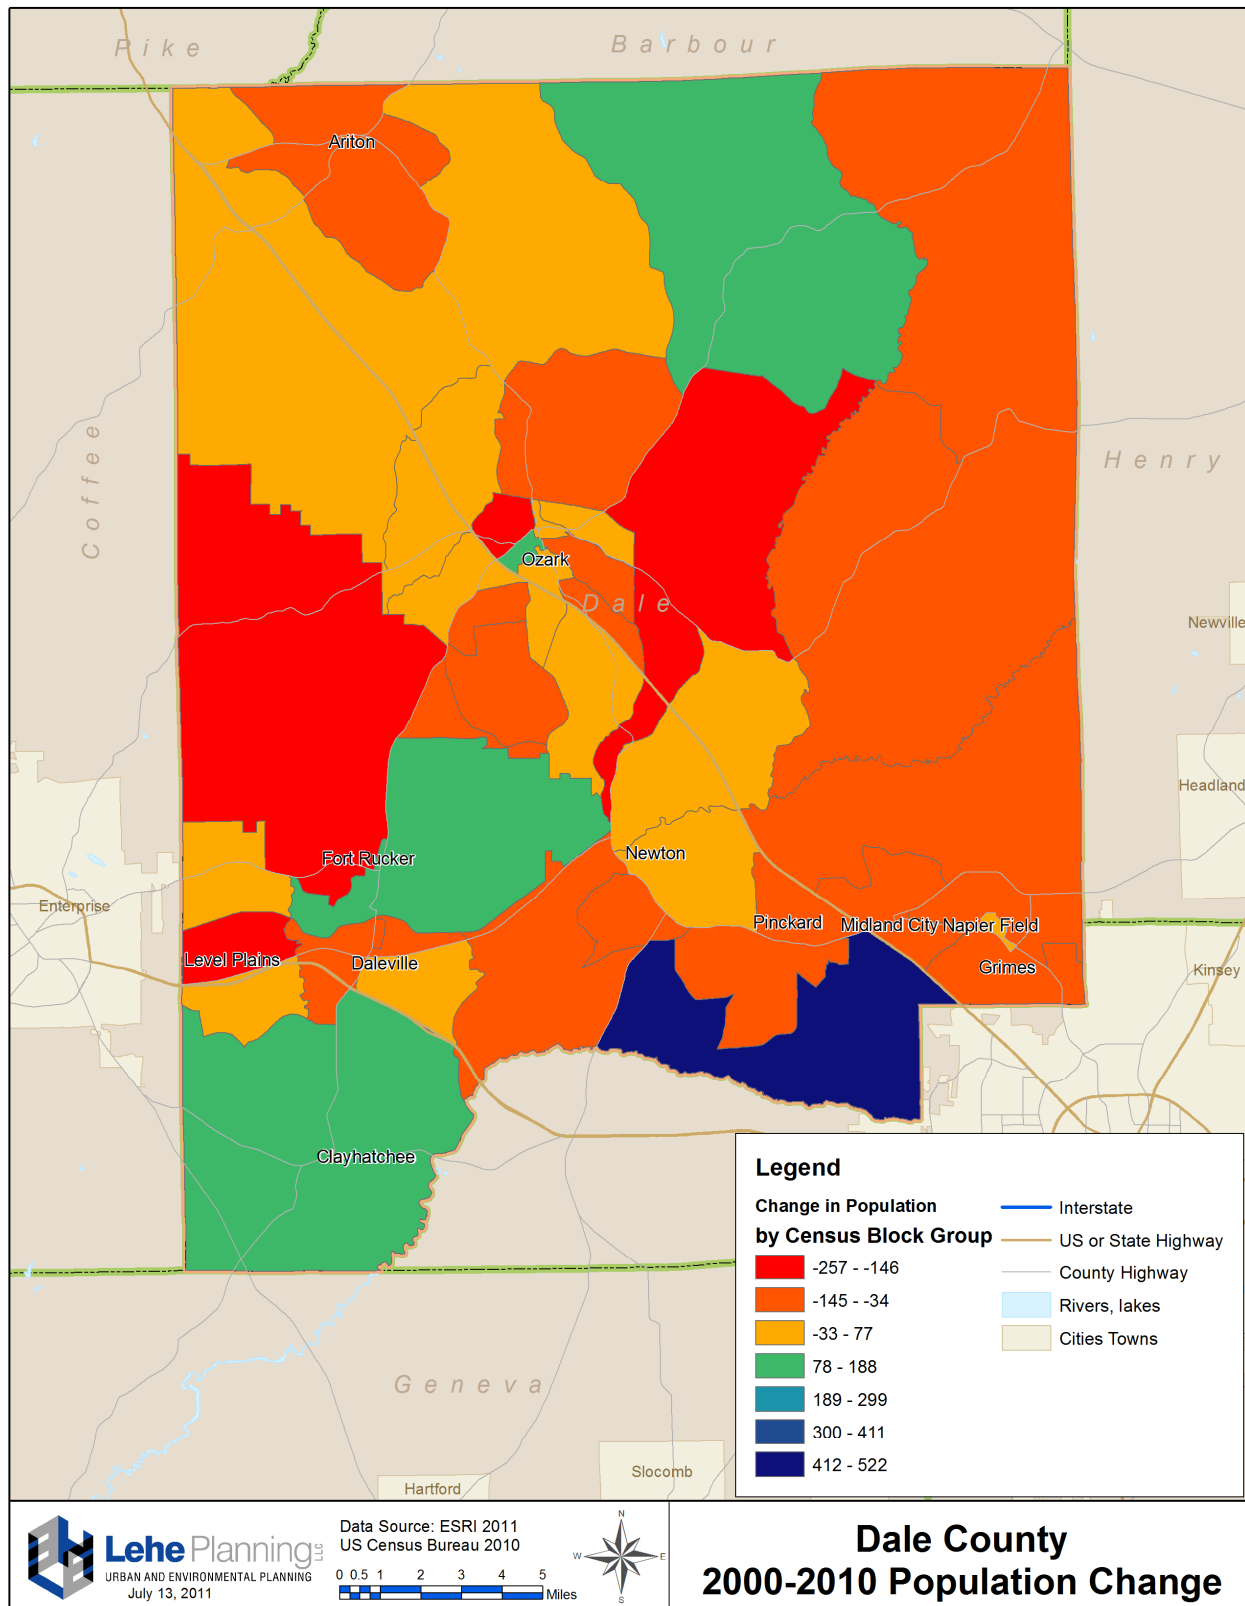 Pike
Barbour
Ariton
Coffee
Henry
Ozark
Dale
Newville
Headland
Fort Rucker
Newton
Enterprise
Pinckard
Midland City
Napier Field
Level Plains
Daleville
Grimes
Kinsey
Clayhatchee
Geneva
Slocomb
Hartford
Legend
Change in Population
by Census Block Group
-257 - -146
-145 - -34
-33 - 77
78 - 188
189 - 299
300 - 411
412 - 522
Interstate
US or State Highway
County Highway
Rivers, lakes
Cities Towns
Lehe Planning LLC
URBAN AND ENVIRONMENTAL PLANNING
July 13, 2011
Data Source: ESRI 2011
US Census Bureau 2010
0 0.5 1 2 3 4 5
Miles
N
W E
S
Dale County
2000-2010 Population Change